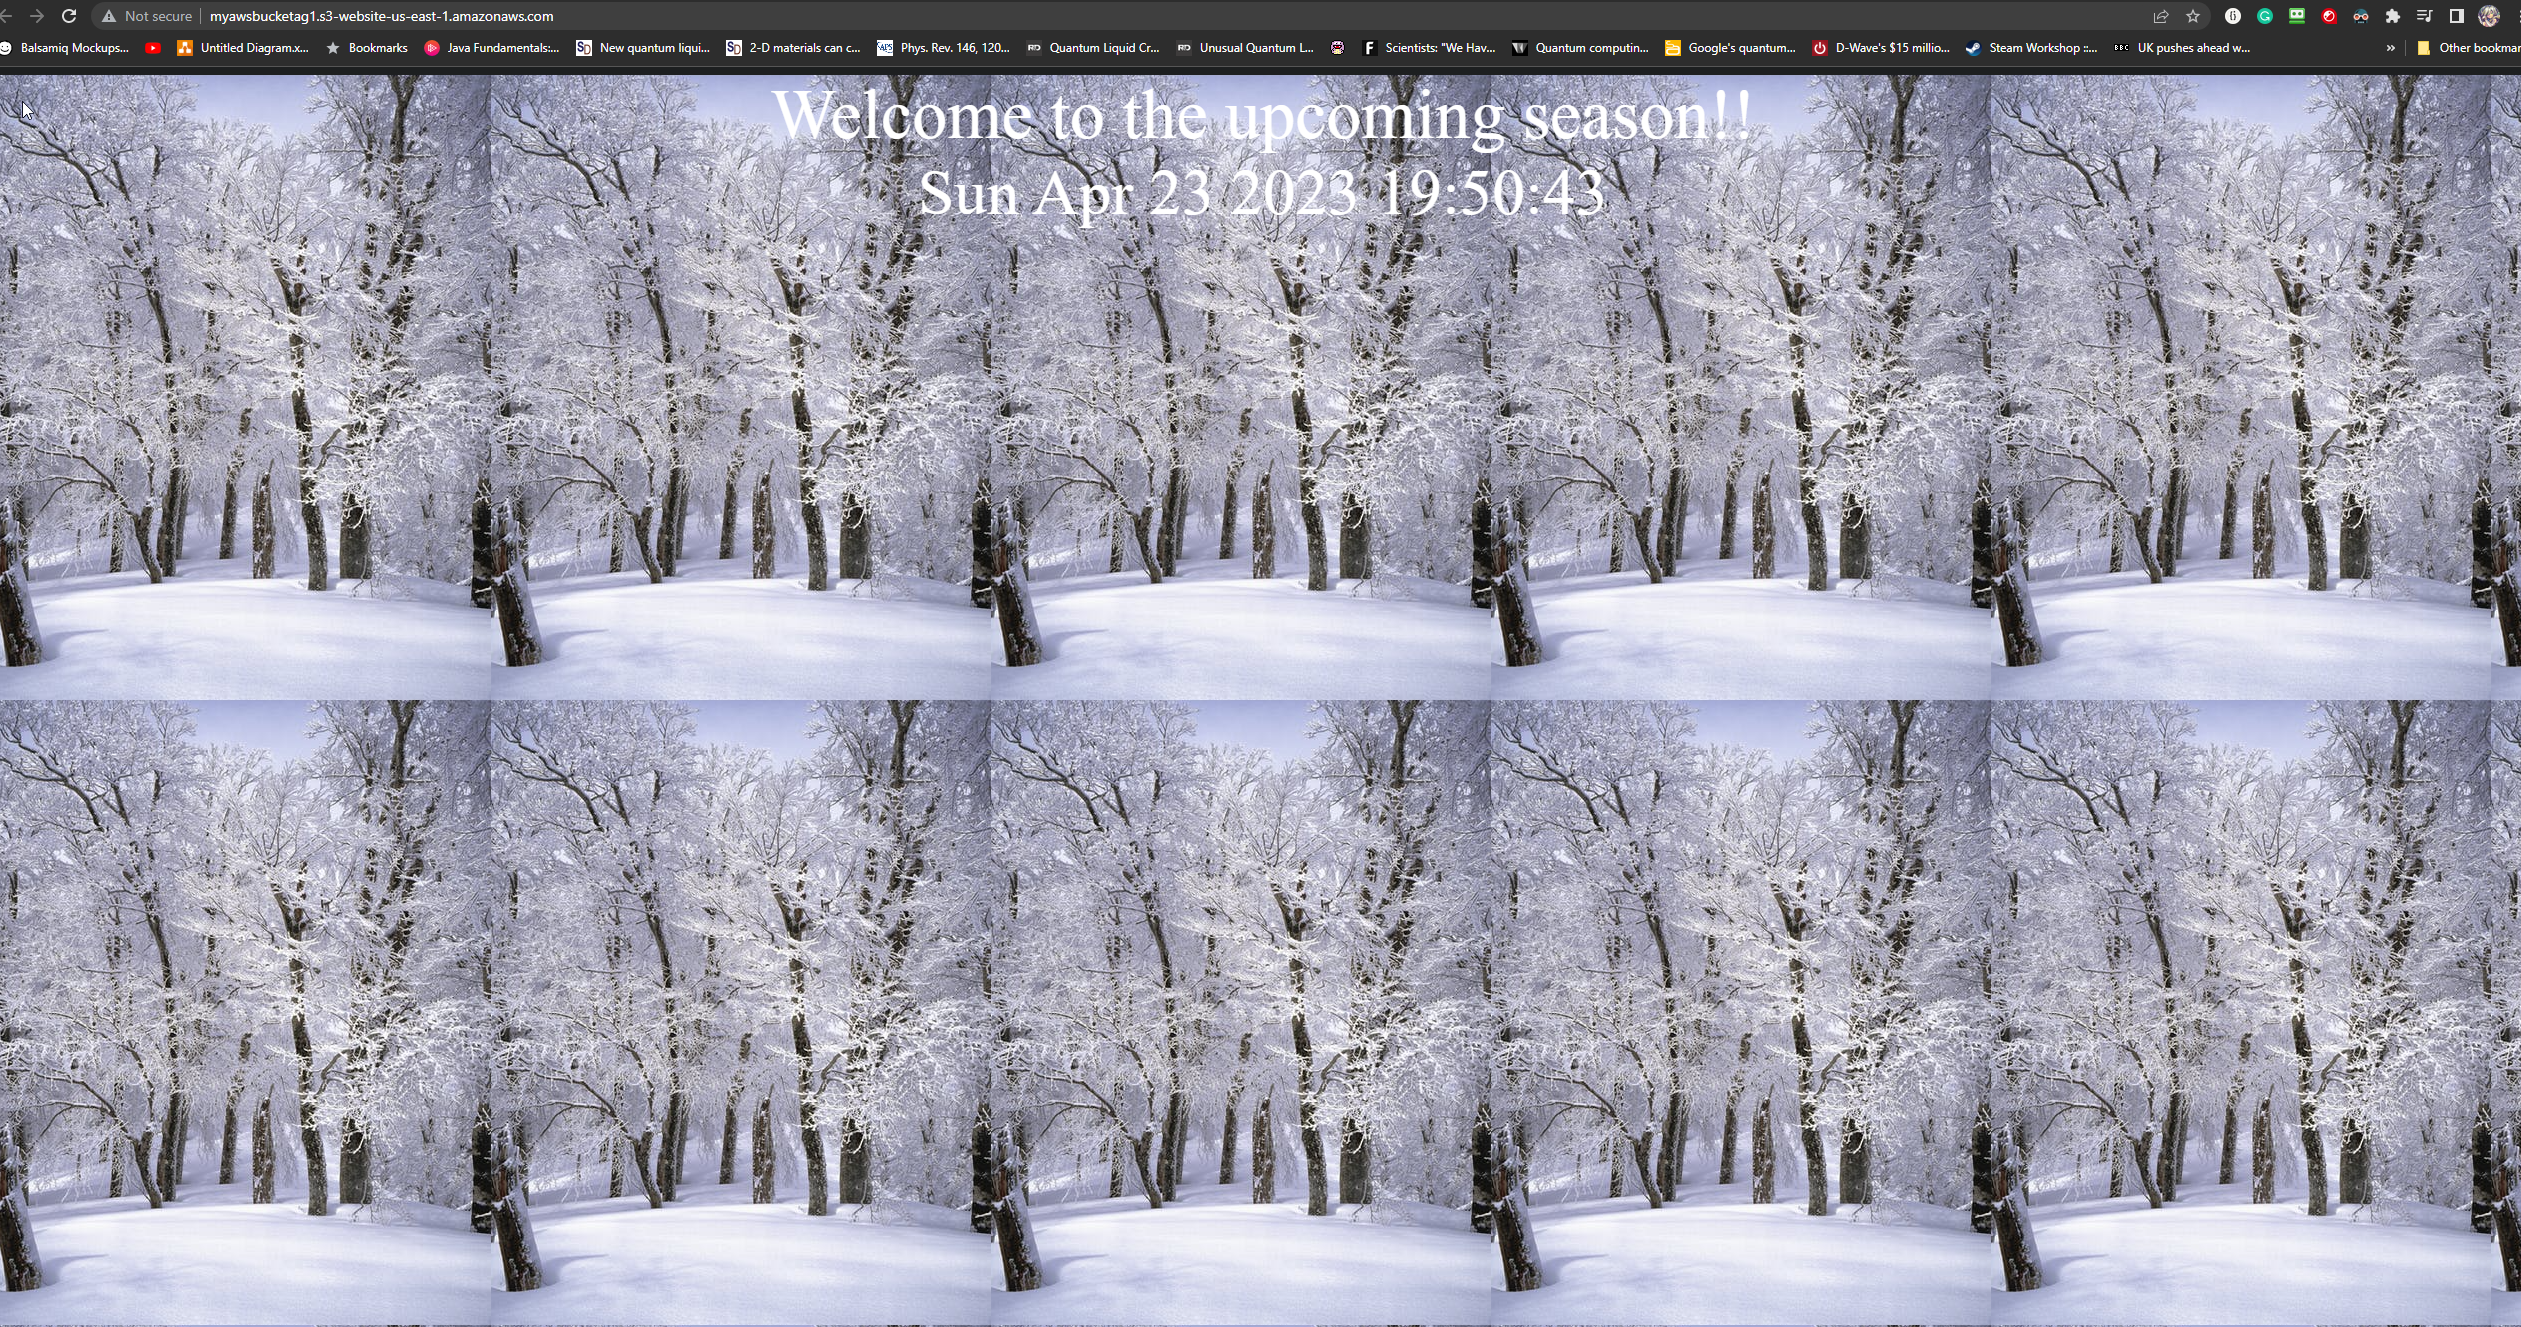 Not secure myawsbucketag1.s3-website-us-east-1.amazonaws.com
Balsamiq Mockups... Untitled Diagram.x... Bookmarks Java Fundamentals:... New quantum liqui... 2-D materials can c... Phys. Rev. 146, 120... Quantum Liquid Cr... Unusual Quantum L... Scientists: "We Hav... Quantum computin... Google's quantum... D-Wave's $15 millio... Steam Workshop ::... BBC UK pushes ahead w... » Other bookmar
Welcome to the upcoming season!!
Sun Apr 23 2023 19:50:43